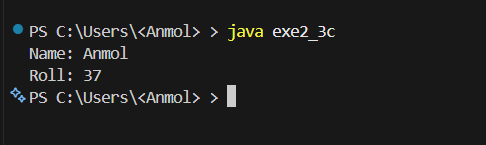 PS C:\Users\<Anmol> > java exe2_3c
Name: Anmol
Roll: 37
PS C:\Users\<Anmol> >